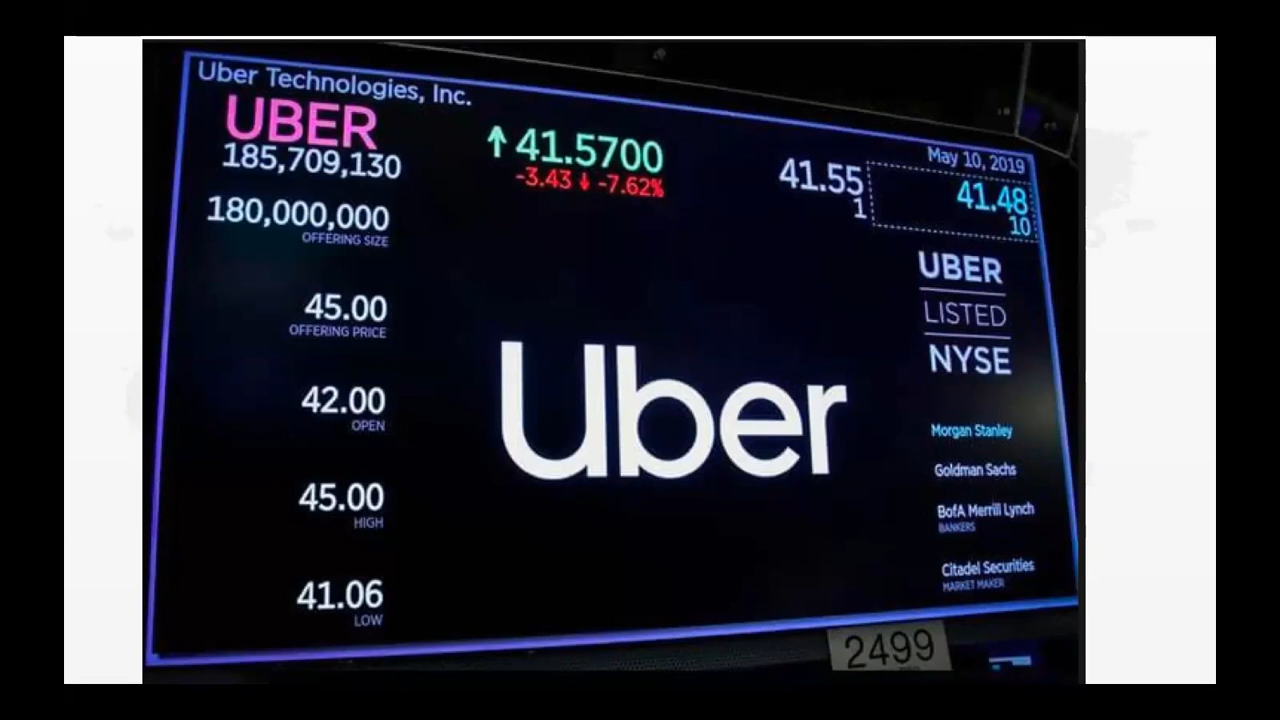 Uber Technologies, Inc.
UBER
185,709,130
↑ 41.5700
-3.43 ↓ -7.62%
May 10, 2019
41.55
1
41.48
10
180,000,000
OFFERING SIZE
45.00
OFFERING PRICE
42.00
OPEN
45.00
HIGH
41.06
LOW
Uber
UBER
LISTED
NYSE
Morgan Stanley
Goldman Sachs
BofA Merrill Lynch
BANKERS
Citadel Securities
MARKET MAKER
2499